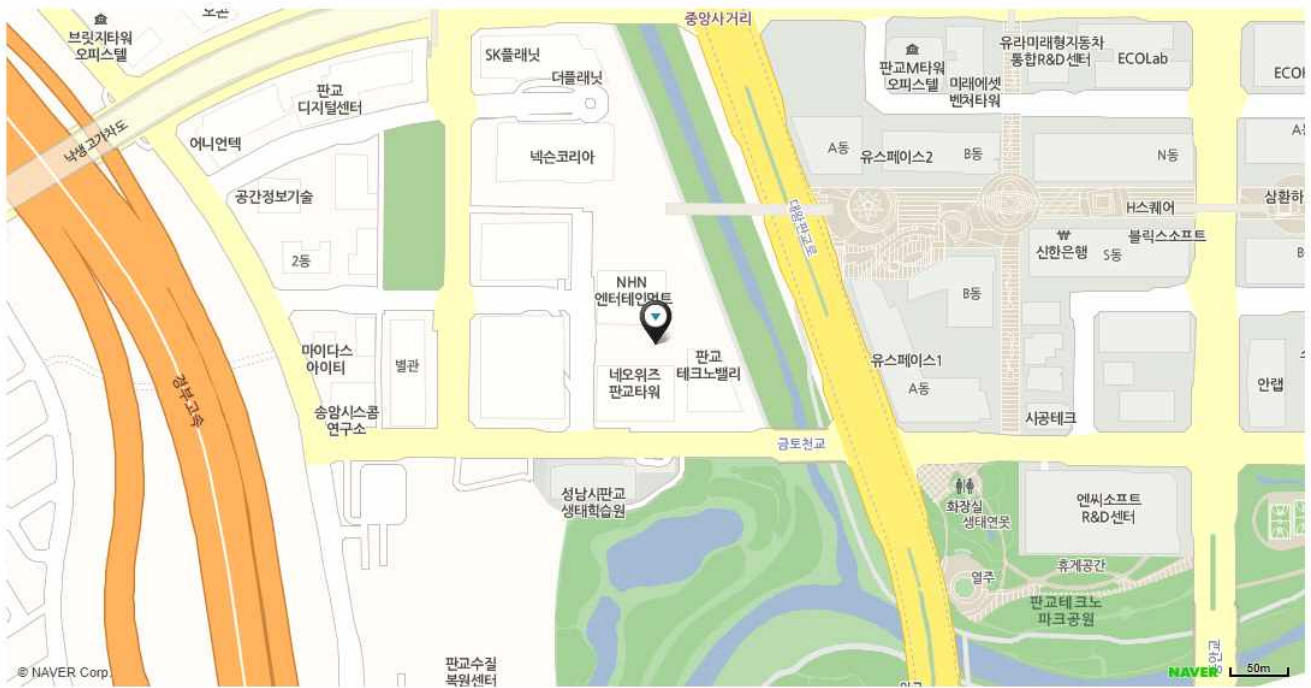 오콘
중앙사거리
브릿지타워
오피스텔
SK플래닛
더플래닛
판교
디지털센터
어니언텍
낙생고가차도
넥슨코리아
공간정보기술
2동
판교M타워
오피스텔
미래에셋
벤처타워
유라미래형지동차
통합R&D센터
ECOLab
A동
유스페이스2
B동
N동
대왕판교로
H스퀘어
삼환하
신한은행
S동
블릭스소프트
B동
NHN
엔터테인먼트
마이다스
아이티
별관
네오위즈
판교타워
판교
테크노밸리
유스페이스1
A동
안랩
경부고속
송암시스콤
연구소
시공테크
금토천교
성남시판교
생태학습원
화장실
생태연못
엔씨소프트
R&D센터
열주
휴게공간
판교테크노
파크공원
판교수질
복원센터
© NAVER Corp.
NAVER
50m